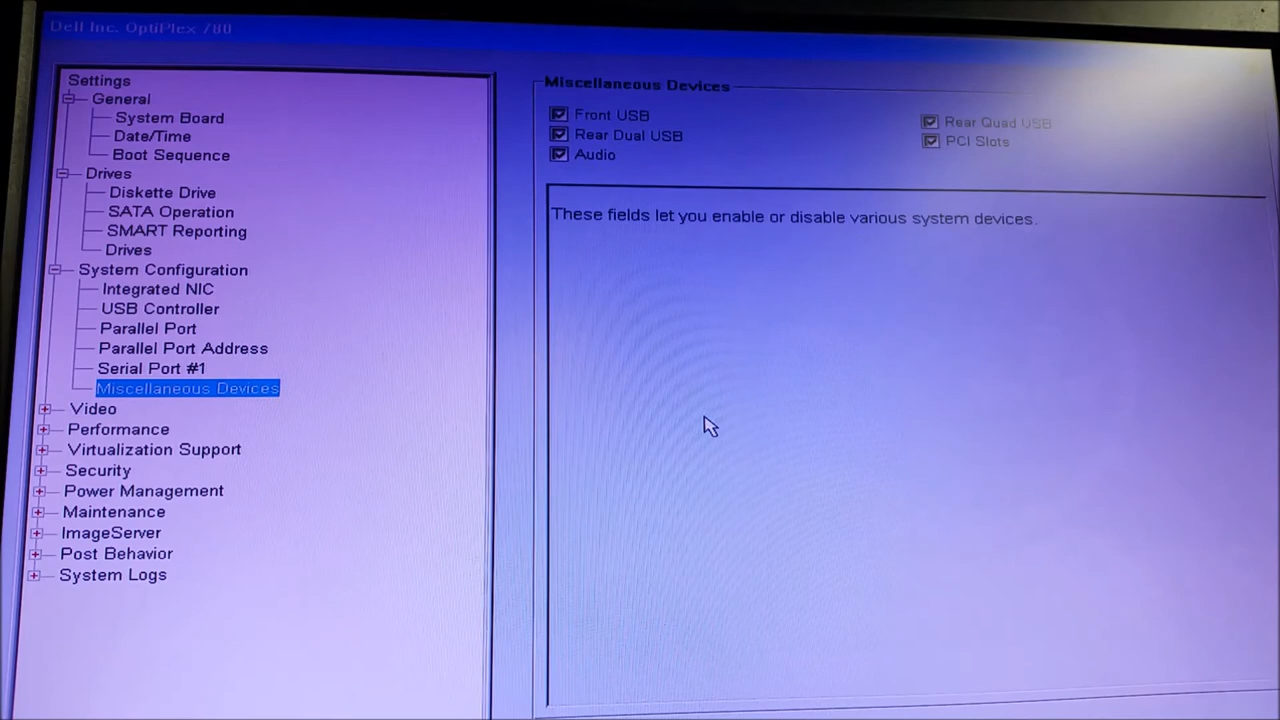 Dell Inc. OptiPlex 780
Settings
General
System Board
Date/Time
Boot Sequence
Drives
Diskette Drive
SATA Operation
SMART Reporting
Drives
System Configuration
Integrated NIC
USB Controller
Parallel Port
Parallel Port Address
Serial Port #1
Miscellaneous Devices
Video
Performance
Virtualization Support
Security
Power Management
Maintenance
ImageServer
Post Behavior
System Logs
Miscellaneous Devices
Front USB
Rear Dual USB
Audio
Rear Quad USB
PCI Slots
These fields let you enable or disable various system devices.